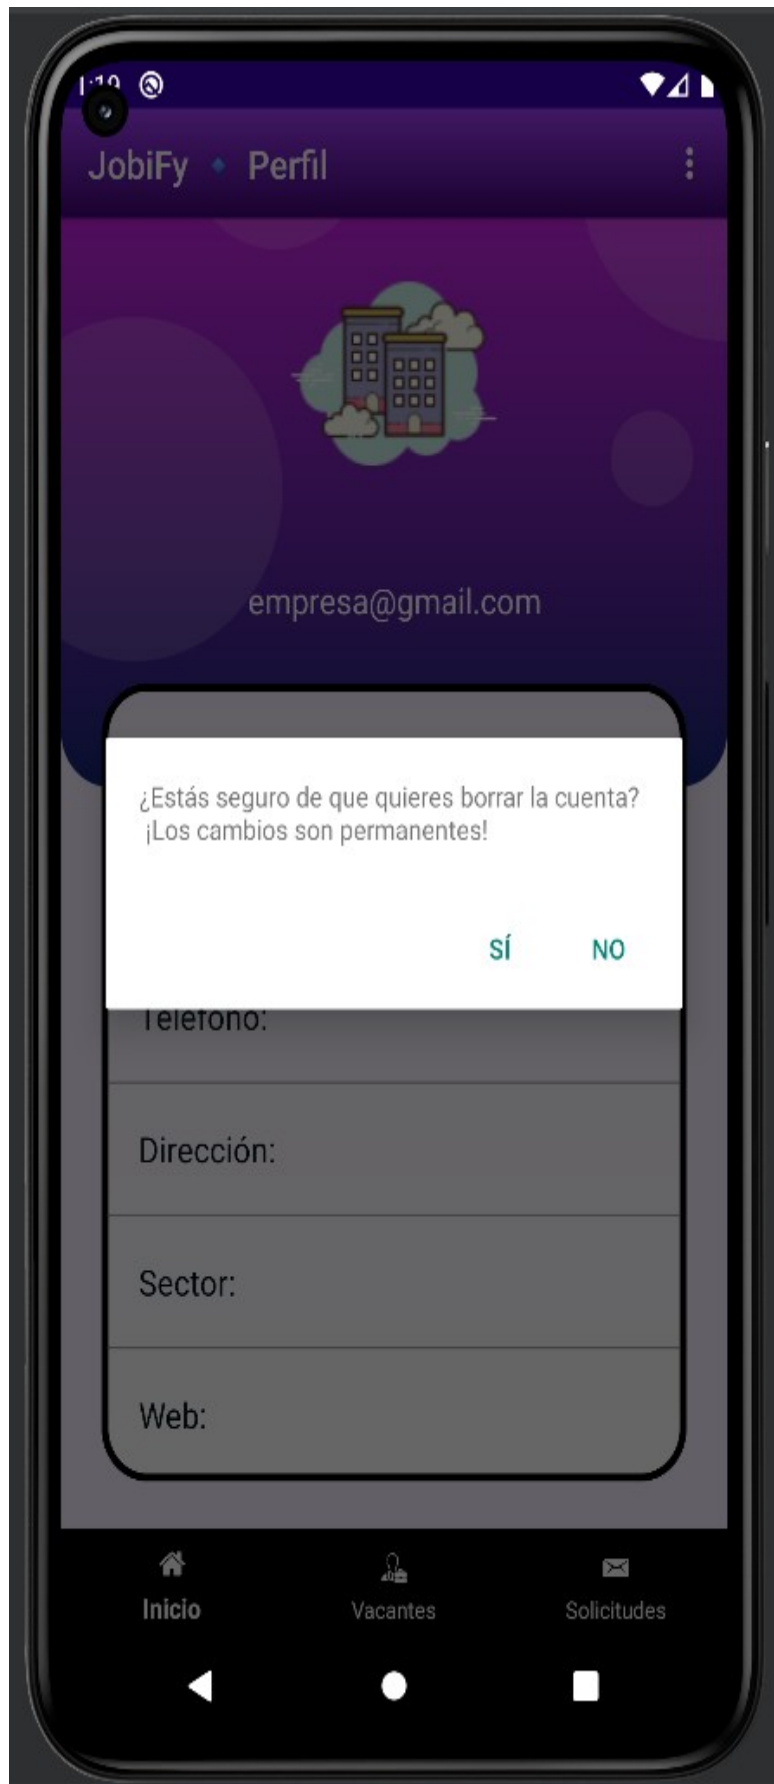 JobiFy 🔹 Perfil
empresa@gmail.com
¿Estás seguro de que quieres borrar la cuenta?
¡Los cambios son permanentes!
SÍ NO
Teléfono:
Dirección:
Sector:
Web:
Inicio Vacantes Solicitudes